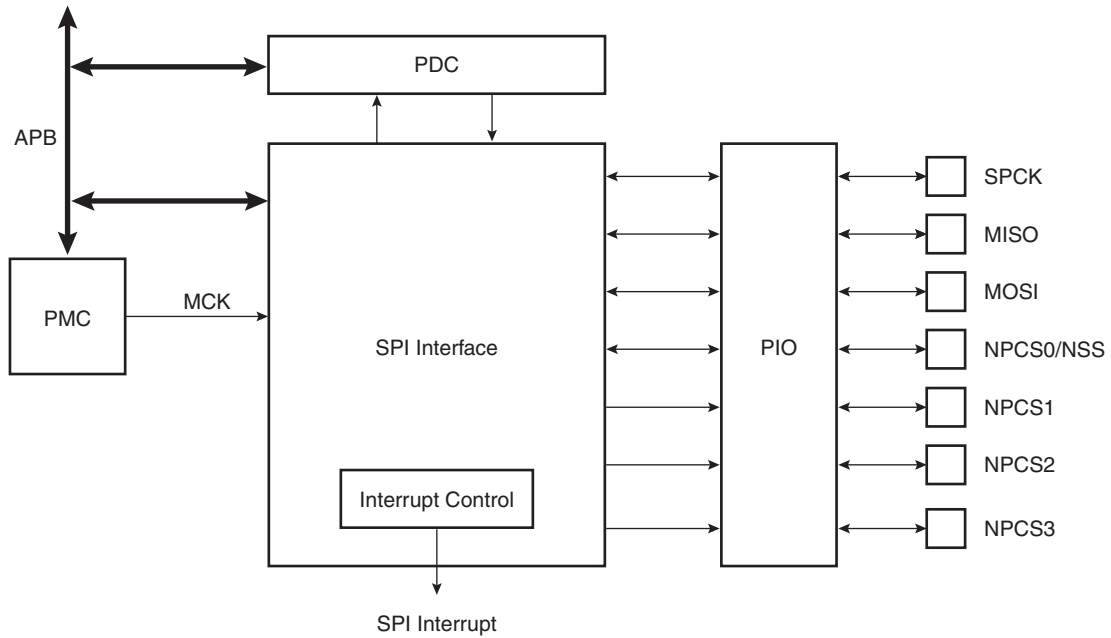 PDC
APB
SPCK
MISO
MCK
MOSI
PMC
SPI Interface
PIO
NPCS0/NSS
NPCS1
NPCS2
Interrupt Control
NPCS3
SPI Interrupt